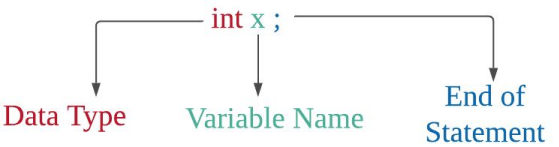 int x ;
Data Type
Variable Name
End of
Statement